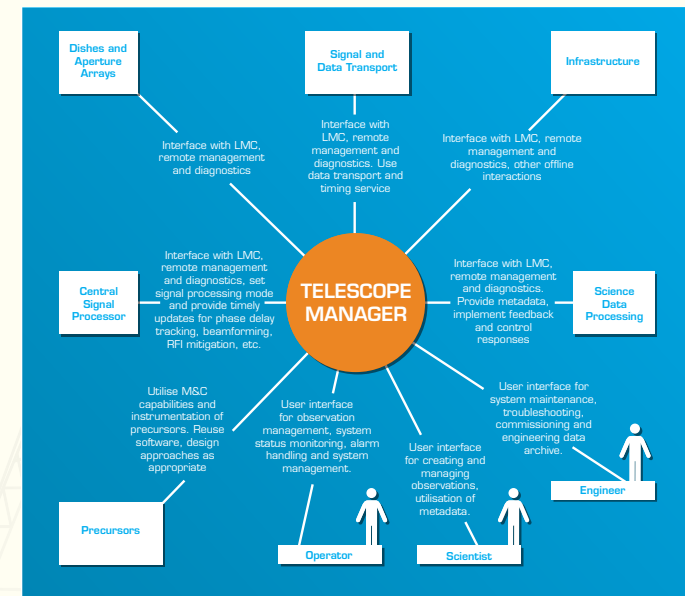 Dishes and
Aperture
Arrays
Signal and
Data Transport
Infrastructure
Interface with LMC,
remote management
and diagnostics
Interface with
LMC, remote
management and
diagnostics. Use
data transport and
timing service
Interface with LMC, remote
management and
diagnostics, other offline
interactions
Central
Signal
Processor
Interface with LMC,
remote management
and diagnostics, set
signal processing mode
and provide timely
updates for phase delay
tracking, beamforming,
RFI mitigation, etc.
TELESCOPE
MANAGER
Interface with LMC,
remote management
and diagnostics.
Provide metadata,
implement feedback
and control
responses
Science
Data
Processing
Utilise M&C
capabilities and
instrumentation of
precursors. Reuse
software, design
approaches as
appropriate
User interface
for observation
management, system
status monitoring, alarm
handling and system
management.
User interface
for creating and
managing
observations,
utilisation of
metadata.
User interface for
system maintenance,
troubleshooting,
commissioning and
engineering data
archive.
Precursors
Operator
Scientist
Engineer